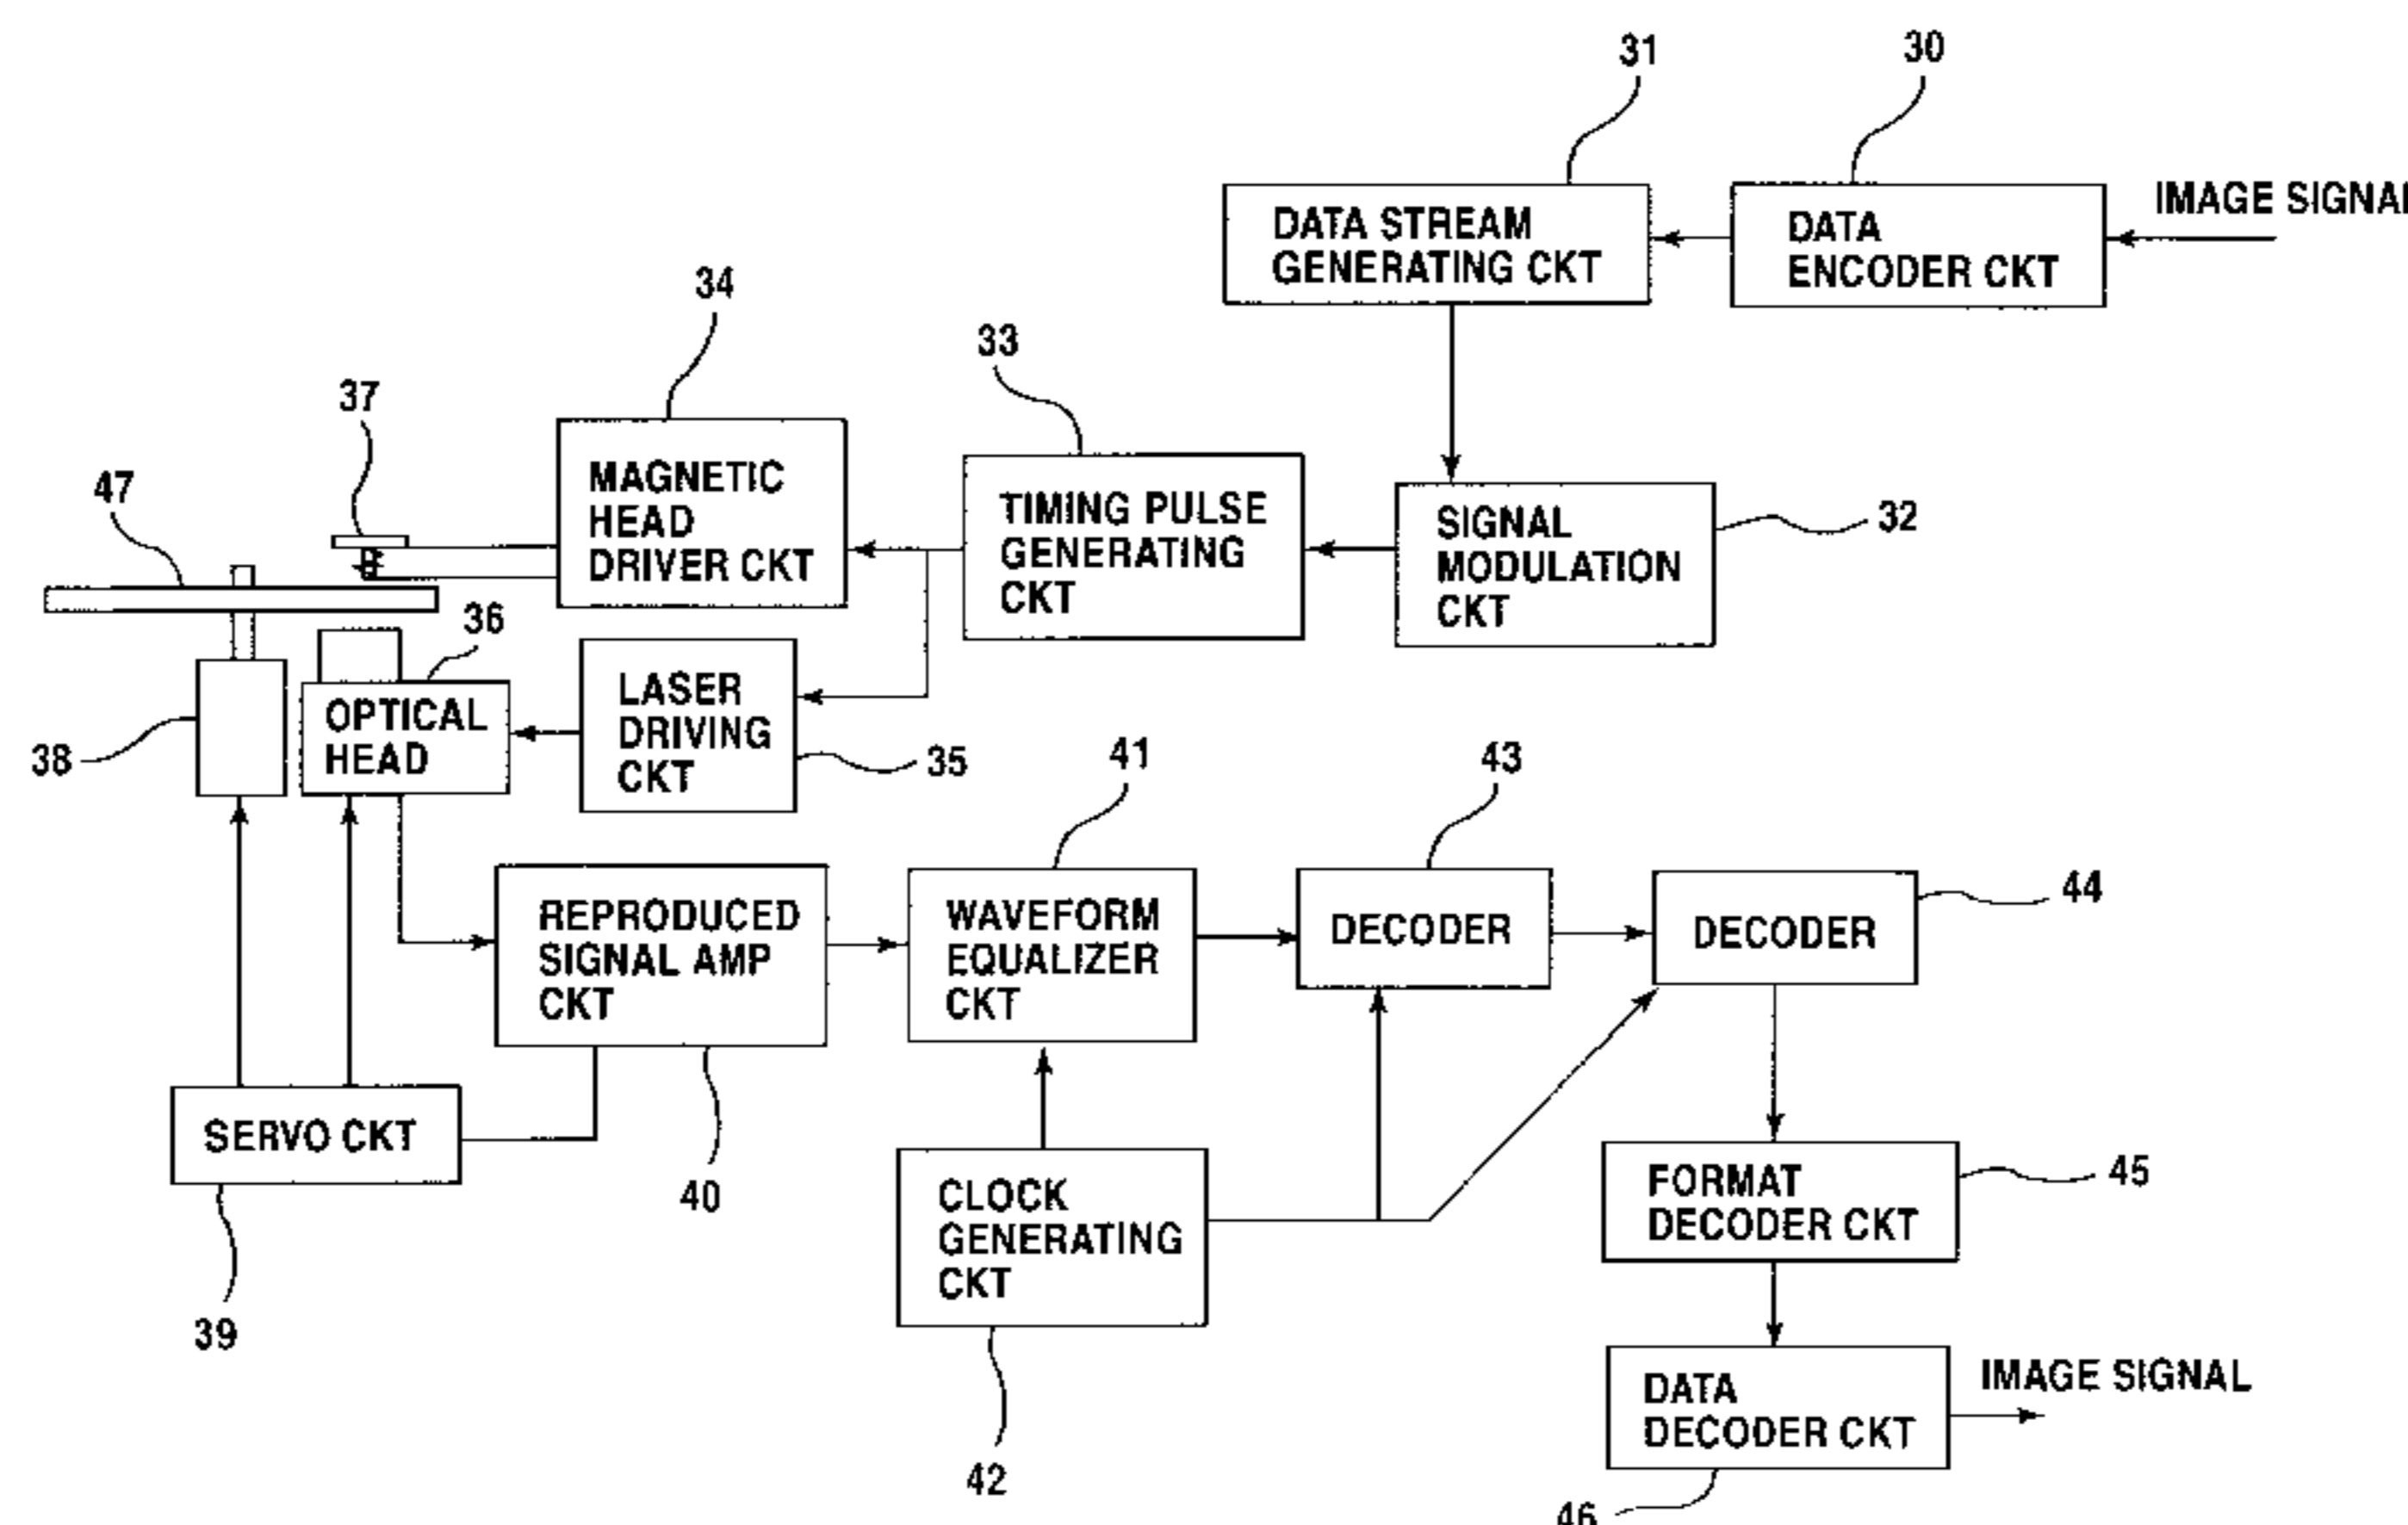 31
30
IMAGE SIGNAL
DATA STREAM
GENERATING CKT
DATA
ENCODER CKT
34
33
37
47
MAGNETIC
HEAD
DRIVER CKT
TIMING PULSE
GENERATING
CKT
SIGNAL
MODULATION
CKT
32
36
OPTICAL
HEAD
LASER
DRIVING
CKT
38
35
41
43
44
REPRODUCED
SIGNAL AMP
CKT
WAVEFORM
EQUALIZER
CKT
DECODER
DECODER
SERVO CKT
40
CLOCK
GENERATING
CKT
FORMAT
DECODER CKT
45
39
42
DATA
DECODER CKT
IMAGE SIGNAL
46